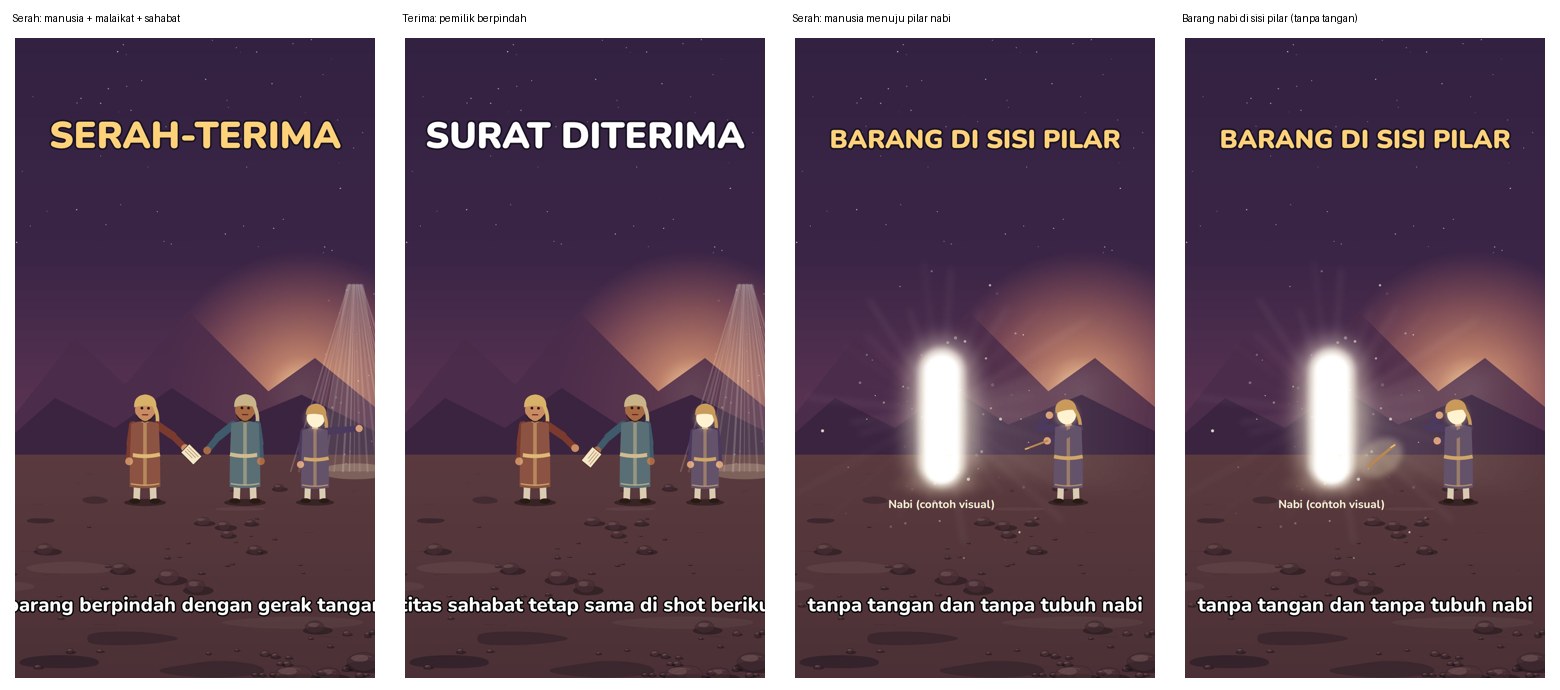 Serah: manusia + malaikat + sahabat
SERAH-TERIMA
barang berpindah dengan gerak tangan
Terima: pemilik berpindah
SURAT DITERIMA
titas sahabat tetap sama di shot beriku
Serah: manusia menuju pilar nabi
BARANG DI SISI PILAR
Nabi (contoh visual)
tanpa tangan dan tanpa tubuh nabi
Barang nabi di sisi pilar (tanpa tangan)
BARANG DI SISI PILAR
Nabi (contoh visual)
tanpa tangan dan tanpa tubuh nabi